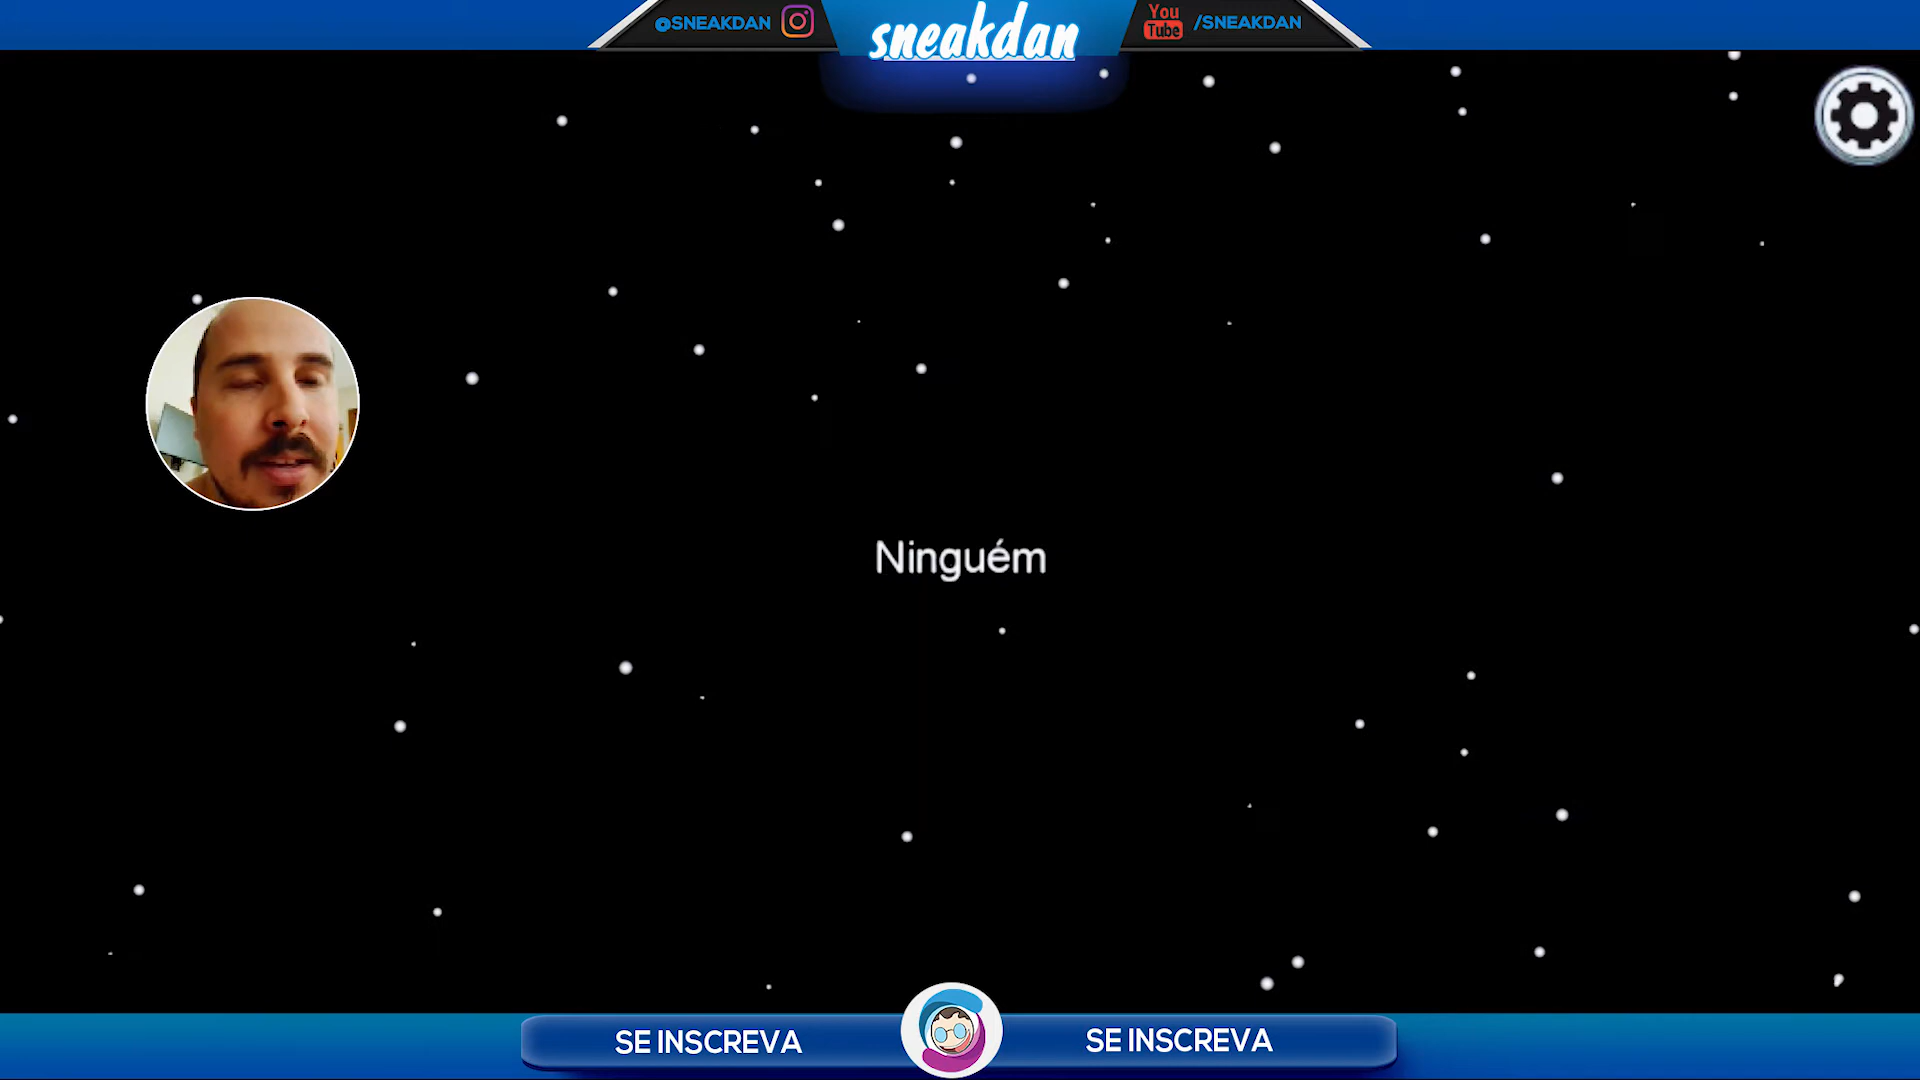 @SNEAKDAN
sneakdan
You
Tube
/SNEAKDAN
Ninguém
SE INSCREVA
SE INSCREVA